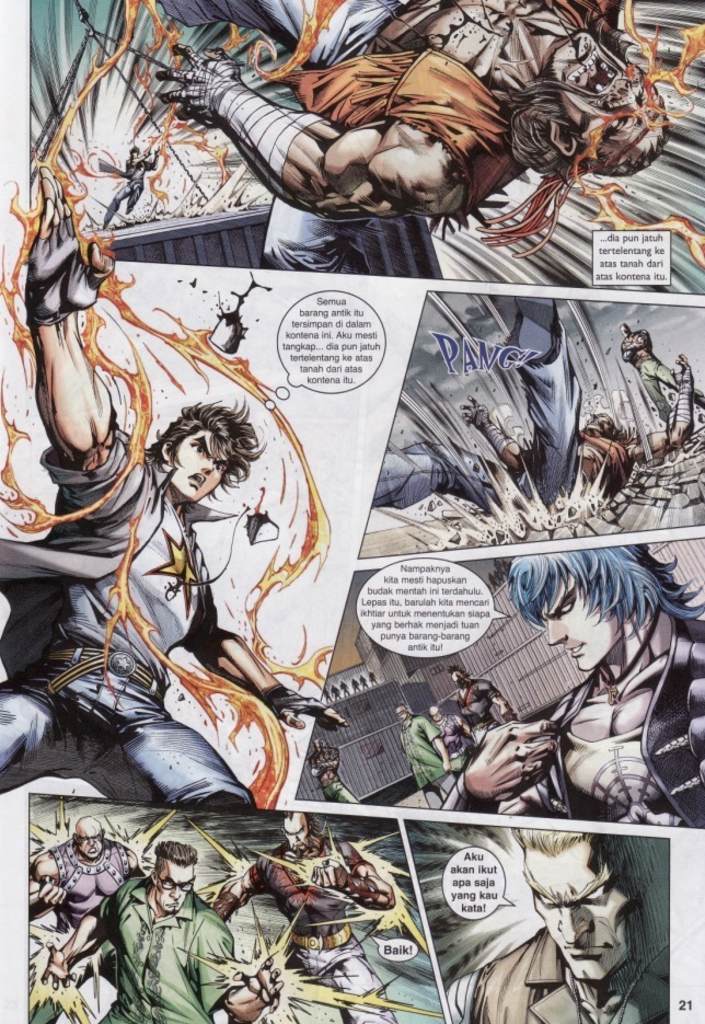 ...dia pun jatuh
tertelentang ke
atas tanah dari
atas kontena itu.
Semua
barang antik itu
tersimpan di dalam
kontena ini. Aku mesti
tangkap... dia pun jatuh
tertelentang ke atas
tanah dari atas
kontena itu.
PANG!
Nampaknya
kita mesti hapuskan
budak mentah ini terdahulu.
Lepas itu, barulah kita mencari
ikhtiar untuk menentukan siapa
yang berhak menjadi tuan
punya barang-barang
antik itu!
Baik!
Aku
akan ikut
apa saja
yang kau
kata!
21